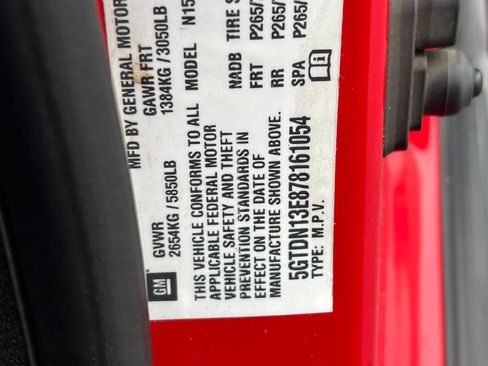 MFD BY GENERAL MOTOR
GAWR FRT
1384KG / 3050LB
MODEL N15
NADB TIRE S
FRT P265/
RR P265/
SPA P265/
GM
GVWR
2654KG / 5850LB
THIS VEHICLE CONFORMS TO ALL
APPLICABLE FEDERAL MOTOR
VEHICLE SAFETY AND THEFT
PREVENTION STANDARDS IN
EFFECT ON THE DATE OF
MANUFACTURE SHOWN ABOVE.
5GTDN13E878161054
TYPE: M.P.V.